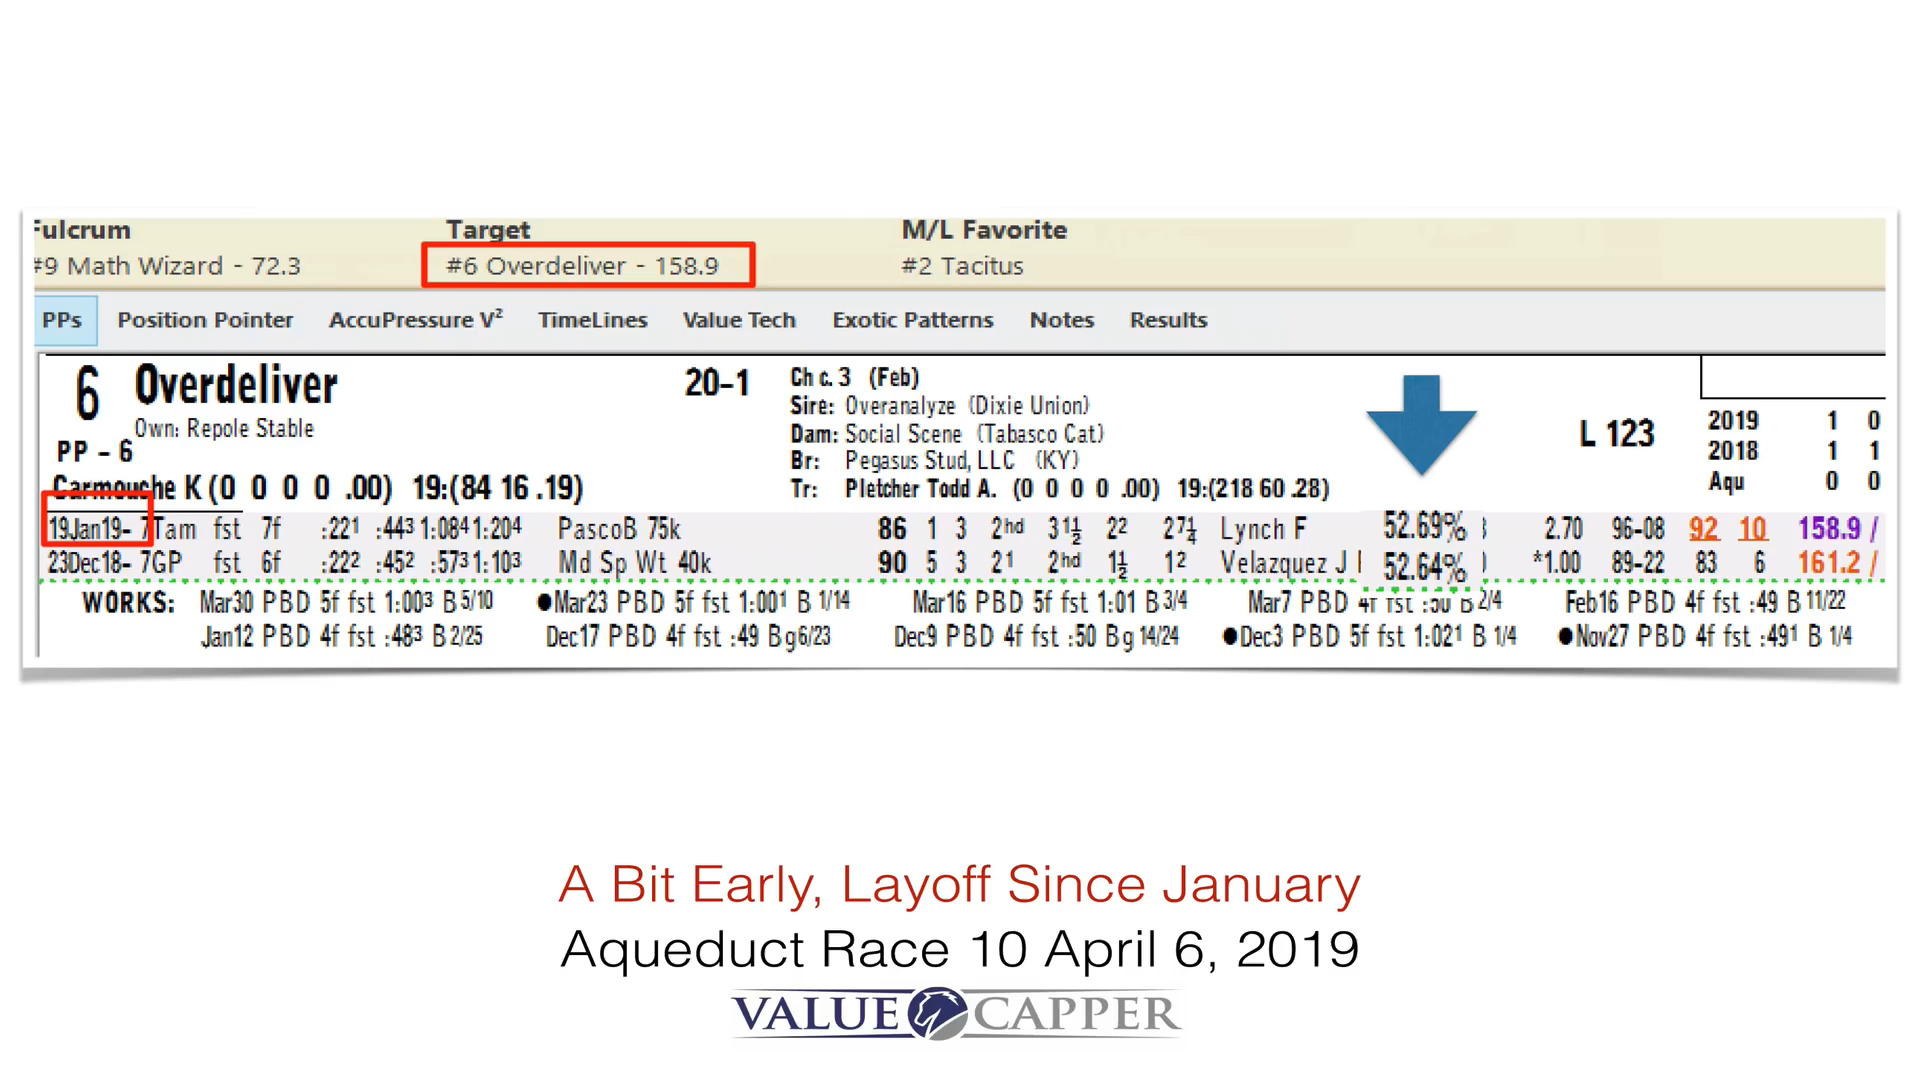 Fulcrum Target M/L Favorite
#9 Math Wizard - 72.3 #6 Overdeliver - 158.9 #2 Tacitus
PPs Position Pointer AccuPressure V² TimeLines Value Tech Exotic Patterns Notes Results
6 Overdeliver 20-1 Ch c. 3 (Feb)
Own: Repole Stable Sire: Overanalyze (Dixie Union) L 123 2019 1 0
PP - 6 Dam: Social Scene (Tabasco Cat) 2018 1 1
Br: Pegasus Stud, LLC (KY)
Carmouche K (0 0 0 0 .00) 19:(84 16 .19) Tr: Pletcher Todd A. (0 0 0 0 .00) 19:(218 60 .28) Aqu 0 0
19Jan19- 7Tam fst 7f :22¹ :44³ 1:08⁴ 1:20⁴ PascoB 75k 86 1 3 2hd 3 1½ 2² 2 7¼ Lynch F 52.69% 2.70 96-08 92 10 158.9 /
23Dec18- 7GP fst 6f :22² :45² :57³ 1:10³ Md Sp Wt 40k 90 5 3 2¹ 2hd 1½ 1² Velazquez J 52.64% *1.00 89-22 83 6 161.2 /
WORKS: Mar30 PBD 5f fst 1:00³ B 5/10 ●Mar23 PBD 5f fst 1:00¹ B 1/14 Mar16 PBD 5f fst 1:01 B 3/4 Mar7 PBD 4f fst :50 B 2/4 Feb16 PBD 4f fst :49 B 11/22
Jan12 PBD 4f fst :48³ B 2/25 Dec17 PBD 4f fst :49 Bg 6/23 Dec9 PBD 4f fst :50 Bg 14/24 ●Dec3 PBD 5f fst 1:02¹ B 1/4 ●Nov27 PBD 4f fst :49¹ B 1/4
A Bit Early, Layoff Since January
Aqueduct Race 10 April 6, 2019
VALUE CAPPER